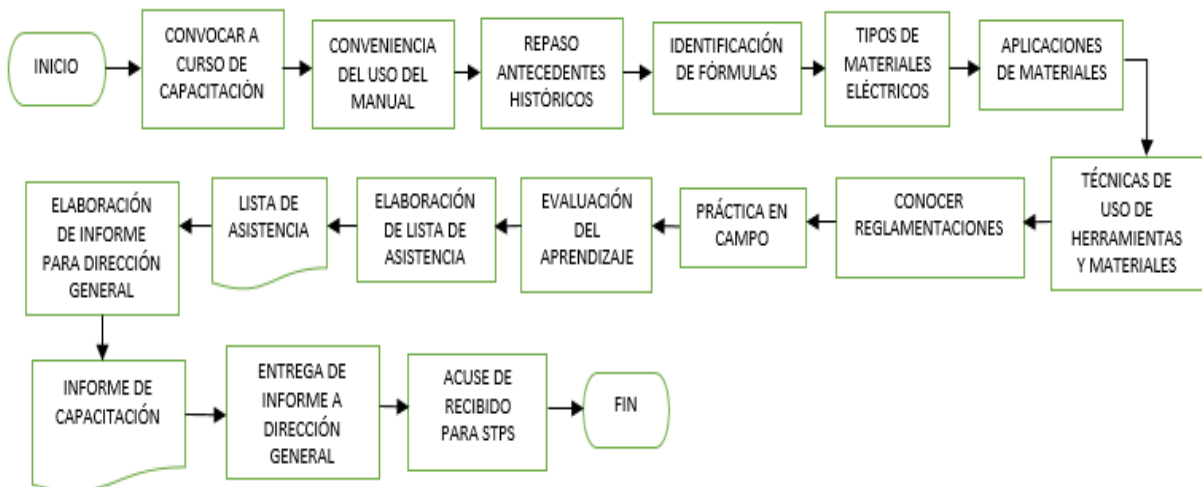 INICIO
CONVOCAR A
CURSO DE
CAPACITACIÓN
CONVENIENCIA
DEL USO DEL
MANUAL
REPASO
ANTECEDENTES
HISTÓRICOS
IDENTIFICACIÓN
DE FÓRMULAS
TIPOS DE
MATERIALES
ELÉCTRICOS
APLICACIONES
DE MATERIALES
TÉCNICAS DE
USO DE
HERRAMIENTAS
Y MATERIALES
CONOCER
REGLAMENTACIONES
PRÁCTICA EN
CAMPO
EVALUACIÓN
DEL
APRENDIZAJE
ELABORACIÓN
DE LISTA DE
ASISTENCIA
LISTA DE
ASISTENCIA
ELABORACIÓN
DE INFORME
PARA DIRECCIÓN
GENERAL
INFORME DE
CAPACITACIÓN
ENTREGA DE
INFORME A
DIRECCIÓN
GENERAL
ACUSE DE
RECIBIDO
PARA STPS
FIN